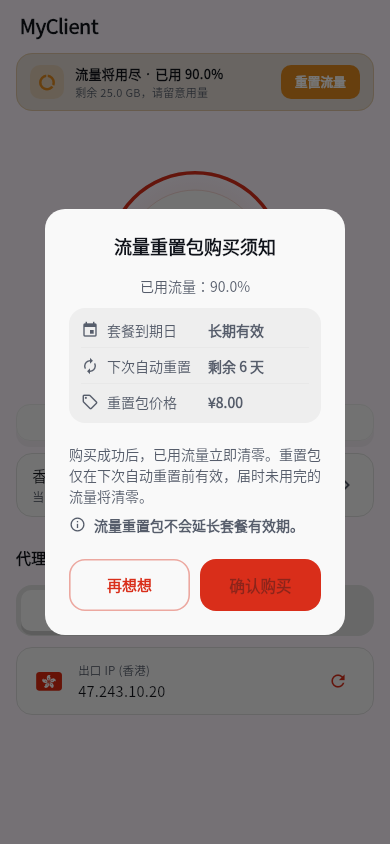 MyClient
流量将用尽 · 已用 90.0%
剩余 25.0 GB，请留意用量
重置流量
流量重置包购买须知
已用流量：90.0%
套餐到期日 长期有效
下次自动重置 剩余 6 天
重置包价格 ¥8.00
购买成功后，已用流量立即清零。重置包
仅在下次自动重置前有效，届时未用完的
流量将清零。
流量重置包不会延长套餐有效期。
再想想 确认购买
香
当
代理
出口 IP (香港)
47.243.10.20